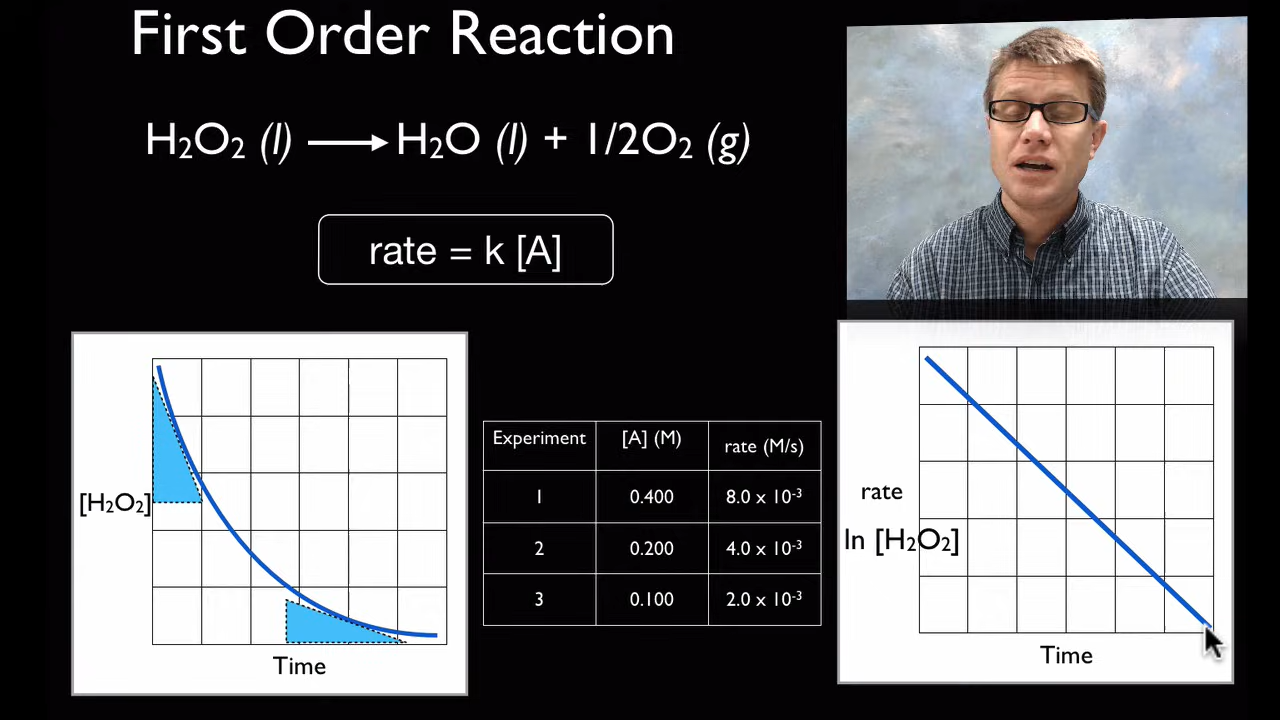 First Order Reaction
H₂O₂ (l) ⟶ H₂O (l) + 1/2O₂ (g)
rate = k [A]
[H₂O₂]
Time
Experiment [A] (M) rate (M/s)
1 0.400 8.0 x 10⁻³
2 0.200 4.0 x 10⁻³
3 0.100 2.0 x 10⁻³
rate
ln [H₂O₂]
Time